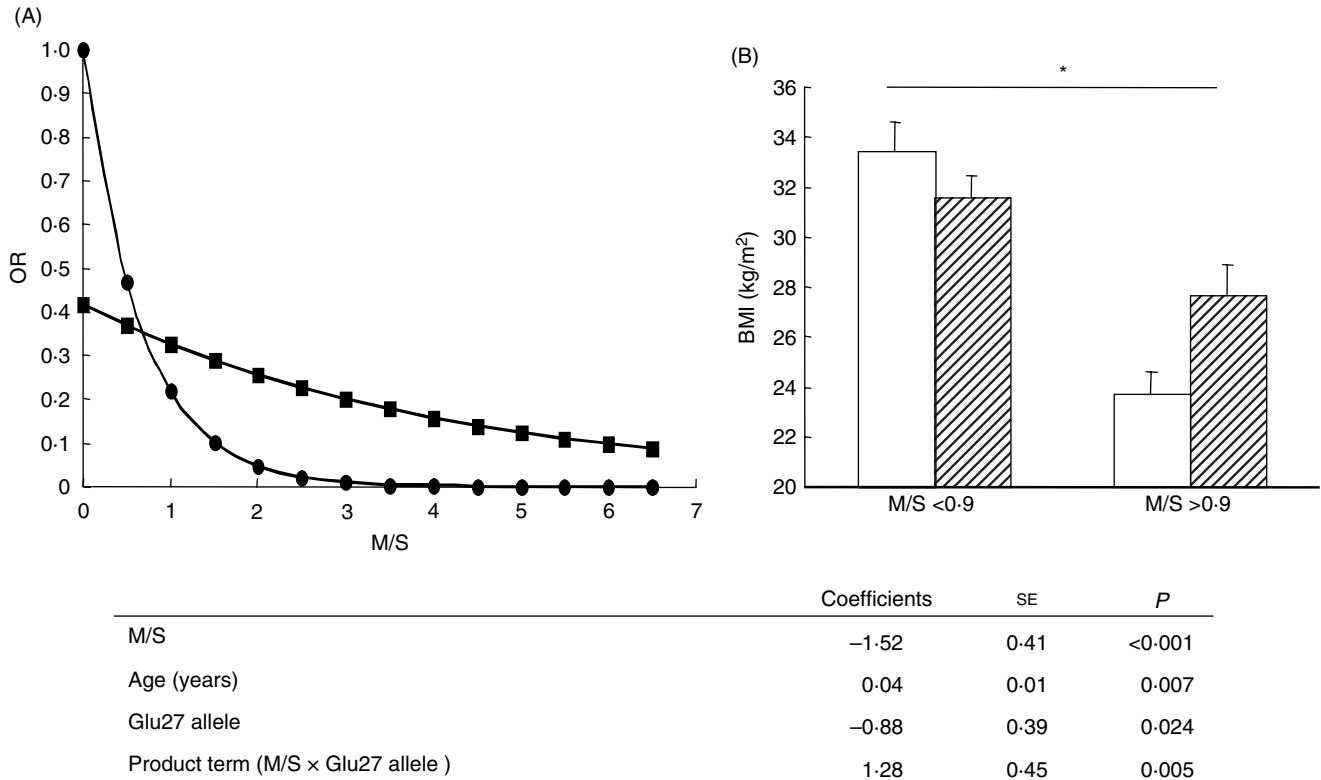 (A)
1·0
0·9
0·8
0·7
0·6
0·5
0·4
0·3
0·2
0·1
0
OR
0 1 2 3 4 5 6 7
M/S
(B)
*
36
34
32
30
28
26
24
22
20
BMI (kg/m²)
M/S <0·9 M/S >0·9
Coefficients SE P
M/S –1·52 0·41 <0·001
Age (years) 0·04 0·01 0·007
Glu27 allele –0·88 0·39 0·024
Product term (M/S × Glu27 allele ) 1·28 0·45 0·005